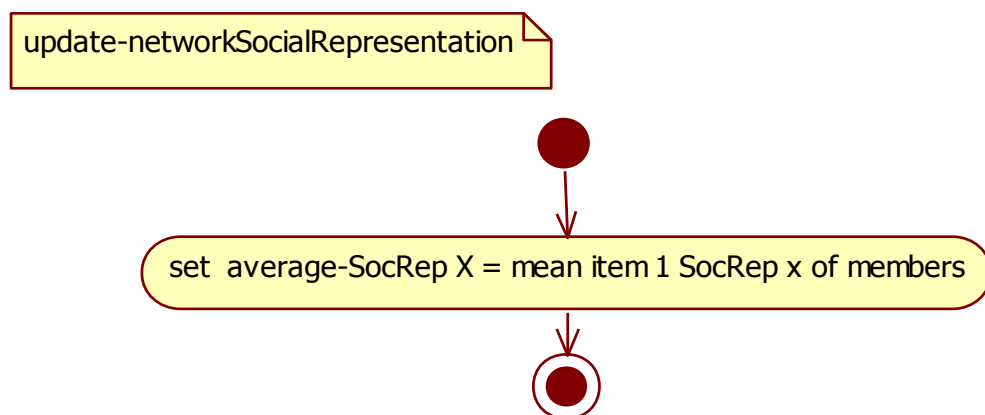 update-networkSocialRepresentation
set average-SocRep X = mean item 1 SocRep x of members